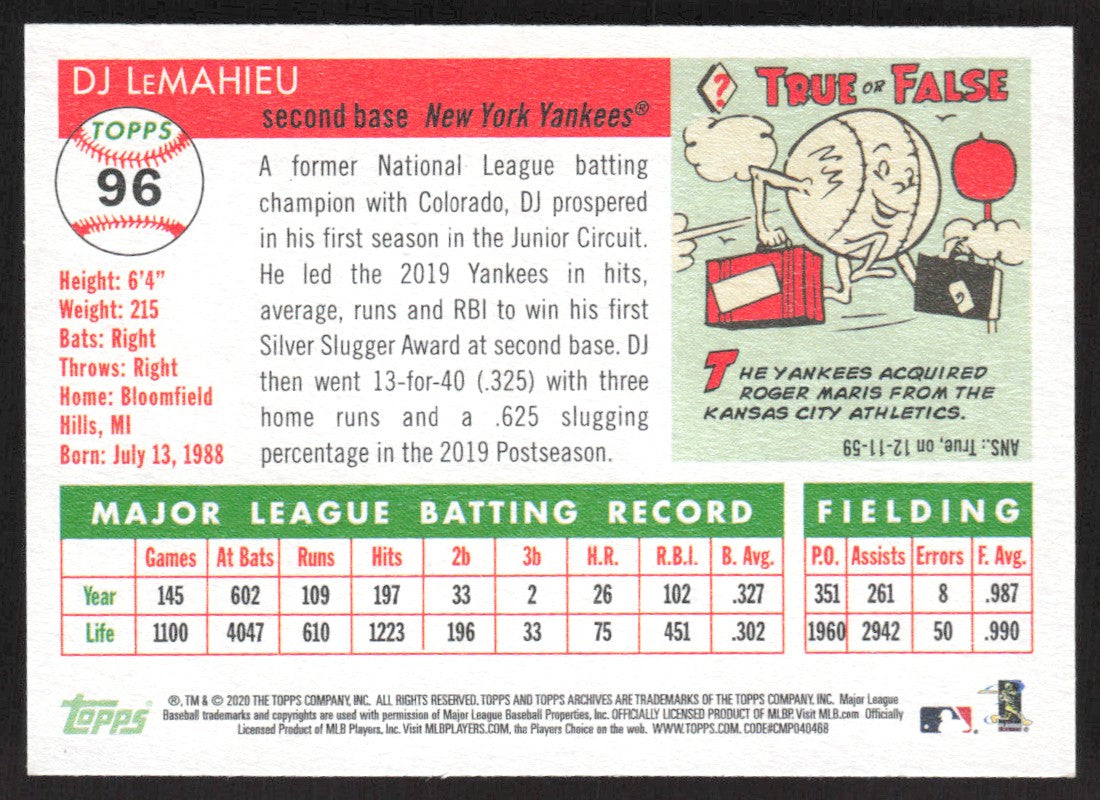 DJ LeMAHIEU
second base New York Yankees®
TOPPS
96
Height: 6'4"
Weight: 215
Bats: Right
Throws: Right
Home: Bloomfield
Hills, MI
Born: July 13, 1988
A former National League batting
champion with Colorado, DJ prospered
in his first season in the Junior Circuit.
He led the 2019 Yankees in hits,
average, runs and RBI to win his first
Silver Slugger Award at second base. DJ
then went 13-for-40 (.325) with three
home runs and a .625 slugging
percentage in the 2019 Postseason.
?
TRUE OR FALSE
THE YANKEES ACQUIRED
ROGER MARIS FROM THE
KANSAS CITY ATHLETICS.
ANS.: True, on 12-11-59
MAJOR LEAGUE BATTING RECORD
Games At Bats Runs Hits 2b 3b H.R. R.B.I. B. Avg.
Year 145 602 109 197 33 2 26 102 .327
Life 1100 4047 610 1223 196 33 75 451 .302
FIELDING
P.O. Assists Errors F. Avg.
351 261 8 .987
1960 2942 50 .990
topps
®, TM & © 2020 THE TOPPS COMPANY, INC. ALL RIGHTS RESERVED. TOPPS AND TOPPS ARCHIVES ARE TRADEMARKS OF THE TOPPS COMPANY, INC. Major League
Baseball trademarks and copyrights are used with permission of Major League Baseball Properties, Inc. OFFICIALLY LICENSED PRODUCT OF MLBP. Visit MLB.com Officially
Licensed Product of MLB Players, Inc. Visit MLBPLAYERS.COM, the Players Choice on the web. WWW.TOPPS.COM. CODE#CMP040468